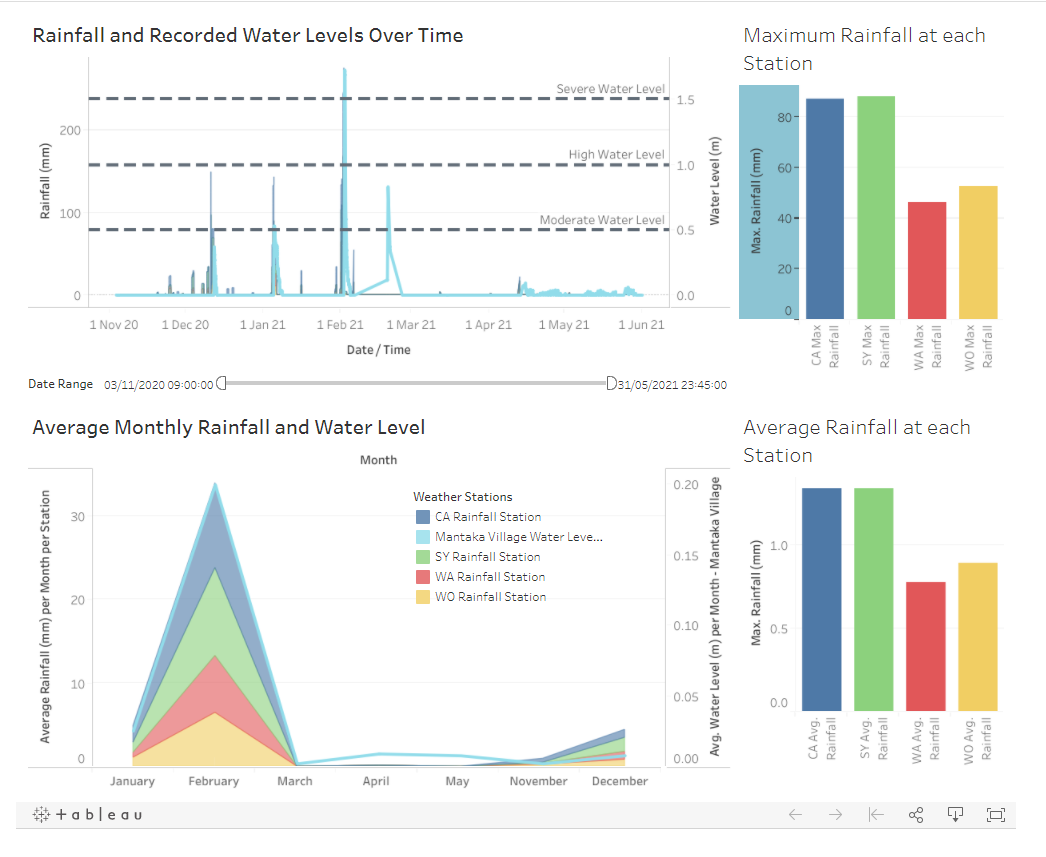 Rainfall and Recorded Water Levels Over Time
Rainfall (mm)
200
100
0
Severe Water Level
High Water Level
Moderate Water Level
1.5
1.0
0.5
0.0
Water Level (m)
1 Nov 20
1 Dec 20
1 Jan 21
1 Feb 21
1 Mar 21
1 Apr 21
1 May 21
1 Jun 21
Date / Time
Date Range
03/11/2020 09:00:00
31/05/2021 23:45:00
Maximum Rainfall at each
Station
Max. Rainfall (mm)
80
60
40
20
0
CA Max
Rainfall
SY Max
Rainfall
WA Max
Rainfall
WO Max
Rainfall
Average Monthly Rainfall and Water Level
Month
Average Rainfall (mm) per Month per Station
30
20
10
0
Weather Stations
CA Rainfall Station
Mantaka Village Water Leve...
SY Rainfall Station
WA Rainfall Station
WO Rainfall Station
0.20
0.15
0.10
0.05
0.00
Avg. Water Level (m) per Month - Mantaka Village
January
February
March
April
May
November
December
Average Rainfall at each
Station
Max. Rainfall (mm)
1.0
0.5
0.0
CA Avg.
Rainfall
SY Avg.
Rainfall
WA Avg.
Rainfall
WO Avg.
Rainfall
+ a b | e a u